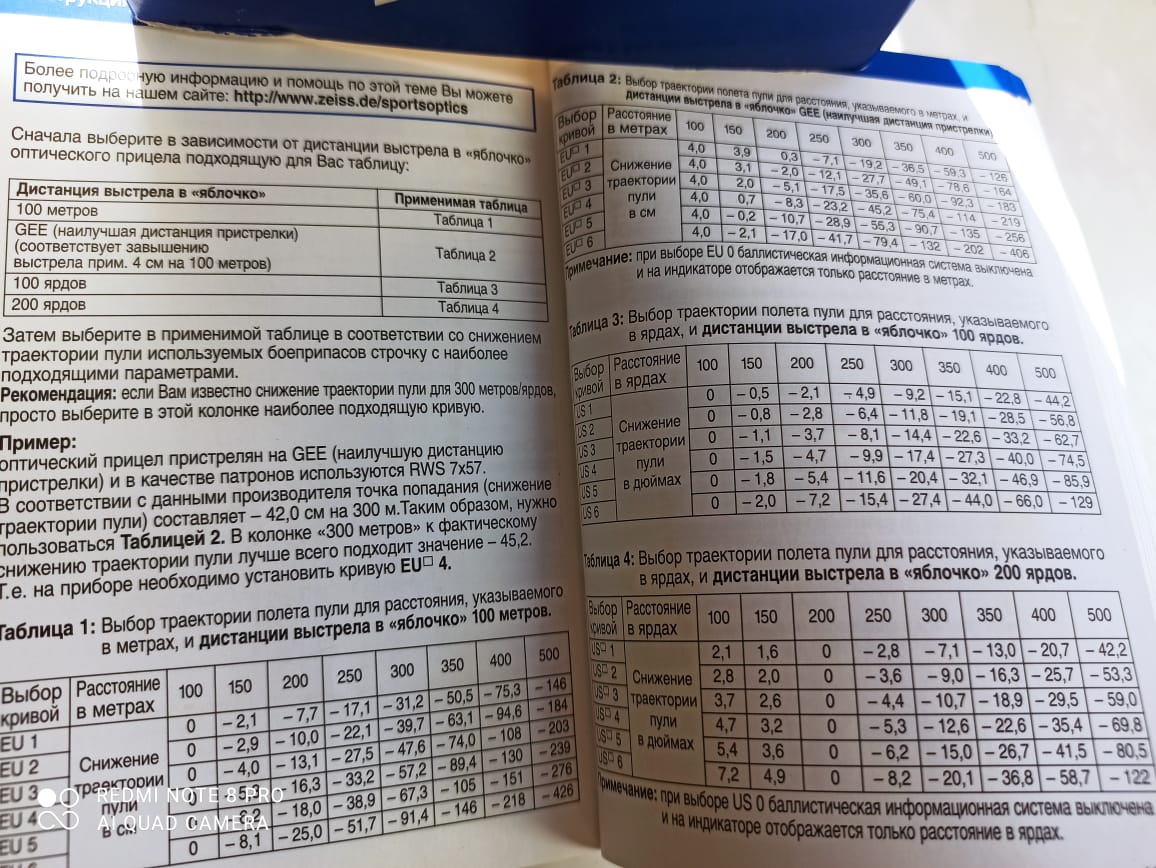 Более подробную информацию и помощь по этой теме Вы можете
получить на нашем сайте: http://www.zeiss.de/sportsoptics
Сначала выберите в зависимости от дистанции выстрела в «яблочко»
оптического прицела подходящую для Вас таблицу:
Дистанция выстрела в «яблочко» Применимая таблица
100 метров Таблица 1
GEE (наилучшая дистанция пристрелки)
(соответствует завышению
выстрела прим. 4 см на 100 метров) Таблица 2
100 ярдов Таблица 3
200 ярдов Таблица 4
Затем выберите в применимой таблице в соответствии со снижением
траектории пули используемых боеприпасов строчку с наиболее
подходящими параметрами.
Рекомендация: если Вам известно снижение траектории пули для 300 метров/ярдов,
просто выберите в этой колонке наиболее подходящую кривую.
Пример:
оптический прицел пристрелян на GEE (наилучшую дистанцию
пристрелки) и в качестве патронов используются RWS 7x57.
В соответствии с данными производителя точка попадания (снижение
траектории пули) составляет – 42,0 см на 300 м.Таким образом, нужно
пользоваться Таблицей 2. В колонке «300 метров» к фактическому
снижению траектории пули лучше всего подходит значение – 45,2.
Т.е. на приборе необходимо установить кривую EU□ 4.
Таблица 1: Выбор траектории полета пули для расстояния, указываемого
в метрах, и дистанции выстрела в «яблочко» 100 метров.
Выбор кривой Расстояние в метрах 100 150 200 250 300 350 400 500
Снижение траектории пули в см
EU 1 0 – 2,1 – 7,7 – 17,1 – 31,2 – 50,5 – 75,3 – 146
EU 2 0 – 2,9 – 10,0 – 22,1 – 39,7 – 63,1 – 94,6 – 184
EU 3 0 – 4,0 – 13,1 – 27,5 – 47,6 – 74,0 – 108 – 203
EU 4 0 – 16,3 – 33,2 – 57,2 – 89,4 – 130 – 239
EU 5 0 – 18,0 – 38,9 – 67,3 – 105 – 151 – 276
0 – 8,1 – 25,0 – 51,7 – 91,4 – 146 – 218 – 426
REDMI NOTE 8 PRO
AI QUAD CAMERA
Таблица 2: Выбор траектории полета пули для расстояния, указываемого в метрах, и
дистанции выстрела в «яблочко» GEE (наилучшая дистанция пристрелки)
Выбор кривой Расстояние в метрах 100 150 200 250 300 350 400 500
Снижение траектории пули в см
EU□ 1 4,0 3,9 0,3 – 7,1 – 19,2 – 36,5 – 59,3 – 126
EU□ 2 4,0 3,1 – 2,0 – 12,1 – 27,7 – 49,1 – 78,6 – 164
EU□ 3 4,0 2,0 – 5,1 – 17,5 – 35,6 – 60,0 – 92,3 – 183
EU□ 4 4,0 0,7 – 8,3 – 23,2 – 45,2 – 75,4 – 114 – 219
EU□ 5 4,0 – 0,2 – 10,7 – 28,9 – 55,3 – 90,7 – 135 – 256
EU□ 6 4,0 – 2,1 – 17,0 – 41,7 – 79,4 – 132 – 202 – 406
Примечание: при выборе EU 0 баллистическая информационная система выключена
и на индикаторе отображается только расстояние в метрах.
Таблица 3: Выбор траектории полета пули для расстояния, указываемого
в ярдах, и дистанции выстрела в «яблочко» 100 ярдов.
Выбор кривой Расстояние в ярдах 100 150 200 250 300 350 400 500
Снижение траектории пули в дюймах
US 1 0 – 0,5 – 2,1 – 4,9 – 9,2 – 15,1 – 22,8 – 44,2
US 2 0 – 0,8 – 2,8 – 6,4 – 11,8 – 19,1 – 28,5 – 56,8
US 3 0 – 1,1 – 3,7 – 8,1 – 14,4 – 22,6 – 33,2 – 62,7
US 4 0 – 1,5 – 4,7 – 9,9 – 17,4 – 27,3 – 40,0 – 74,5
US 5 0 – 1,8 – 5,4 – 11,6 – 20,4 – 32,1 – 46,9 – 85,9
US 6 0 – 2,0 – 7,2 – 15,4 – 27,4 – 44,0 – 66,0 – 129
Таблица 4: Выбор траектории полета пули для расстояния, указываемого
в ярдах, и дистанции выстрела в «яблочко» 200 ярдов.
Выбор кривой Расстояние в ярдах 100 150 200 250 300 350 400 500
Снижение траектории пули в дюймах
US□ 1 2,1 1,6 0 – 2,8 – 7,1 – 13,0 – 20,7 – 42,2
US□ 2 2,8 2,0 0 – 3,6 – 9,0 – 16,3 – 25,7 – 53,3
US□ 3 3,7 2,6 0 – 4,4 – 10,7 – 18,9 – 29,5 – 59,0
US□ 4 4,7 3,2 0 – 5,3 – 12,6 – 22,6 – 35,4 – 69,8
US□ 5 5,4 3,6 0 – 6,2 – 15,0 – 26,7 – 41,5 – 80,5
US□ 6 7,2 4,9 0 – 8,2 – 20,1 – 36,8 – 58,7 – 122
Примечание: при выборе US 0 баллистическая информационная система выключена
и на индикаторе отображается только расстояние в ярдах.